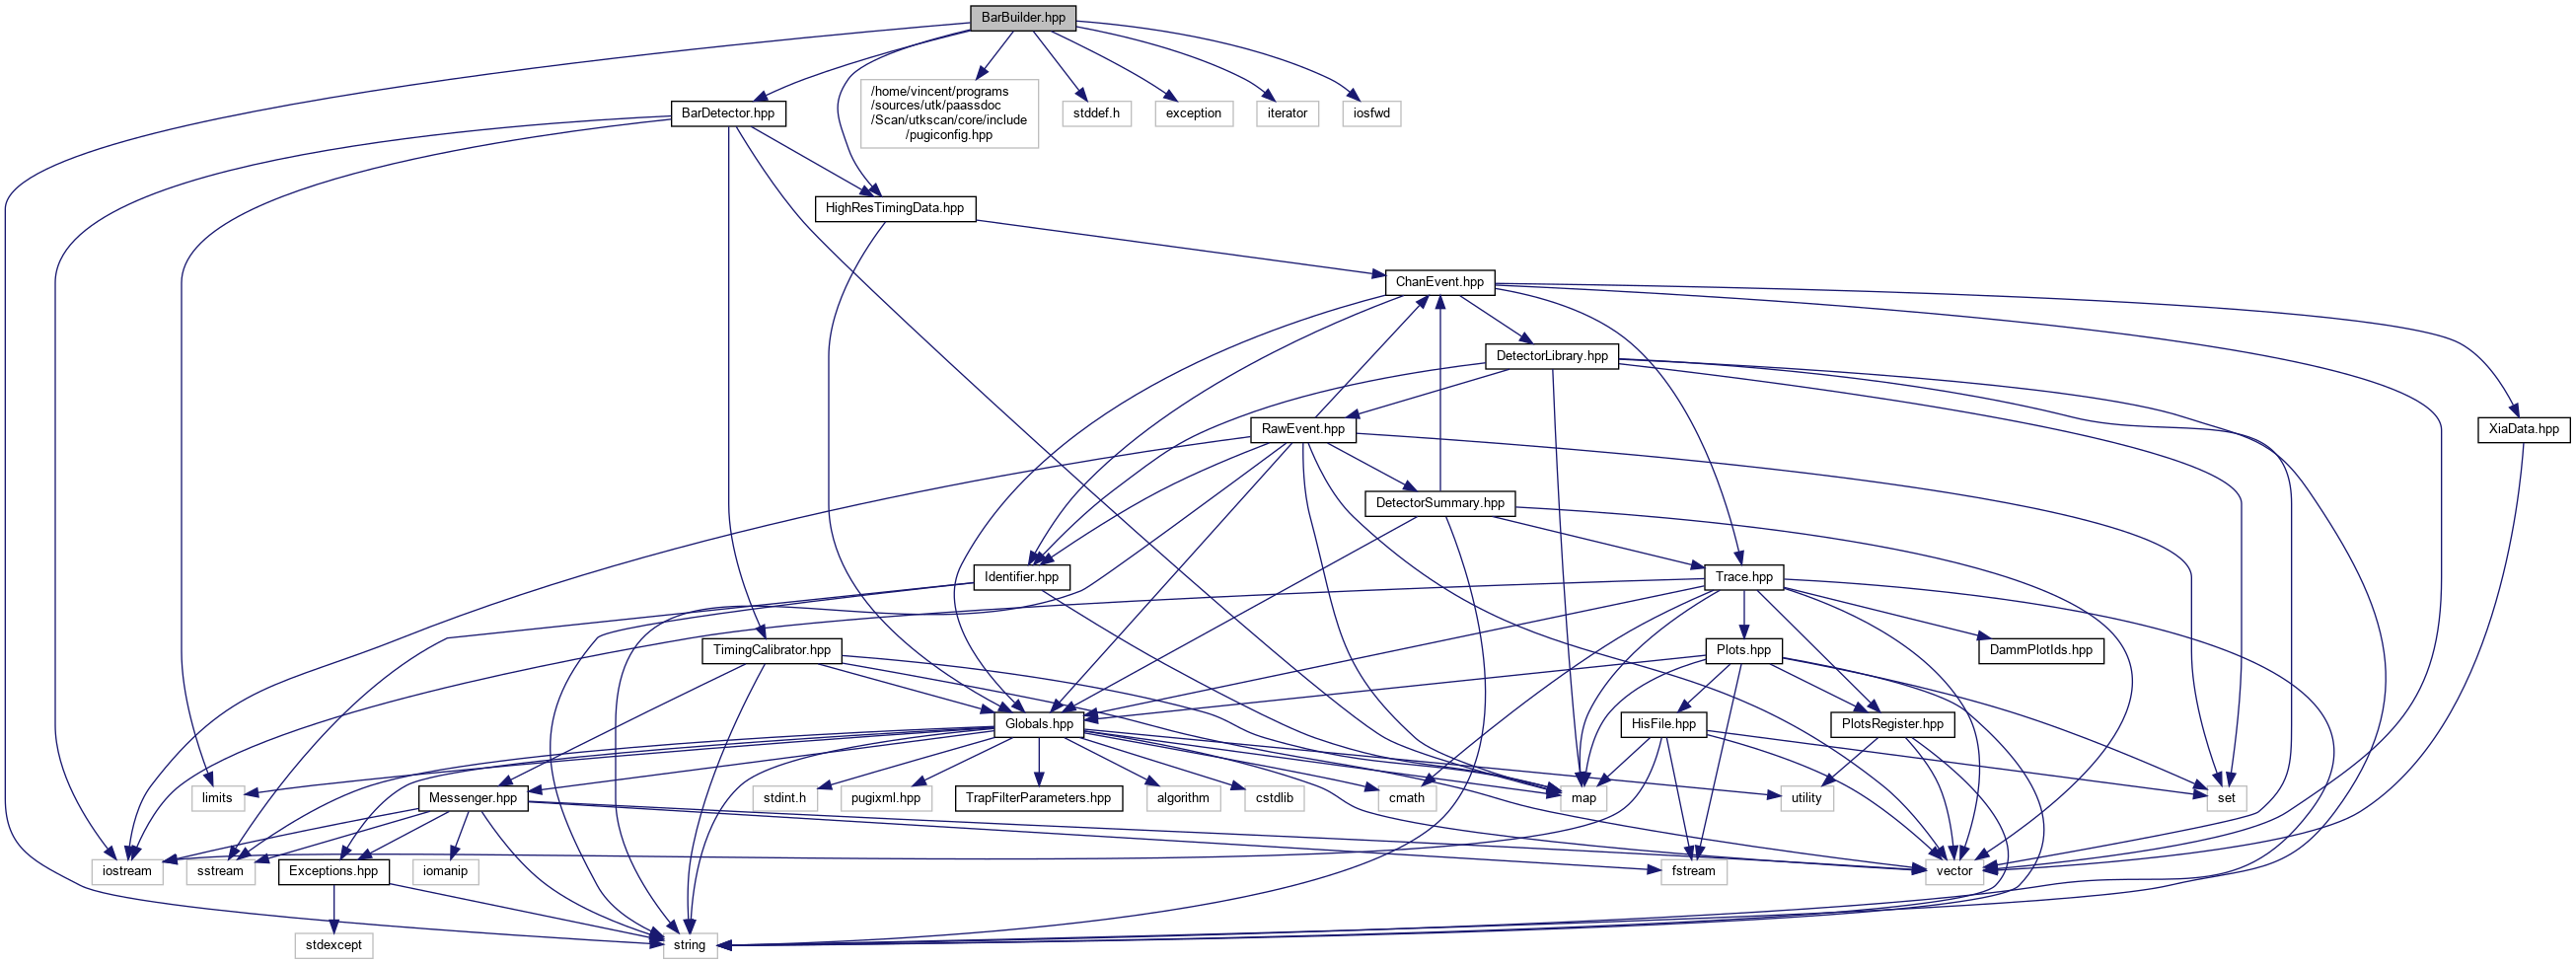 BarBuilder.hpp
/home/vincent/programs
/sources/utk/paassdoc
/Scan/utkscan/core/include
/pugiconfig.hpp
BarDetector.hpp
stddef.h
exception
iterator
iosfwd
HighResTimingData.hpp
ChanEvent.hpp
DetectorLibrary.hpp
RawEvent.hpp
XiaData.hpp
DetectorSummary.hpp
Identifier.hpp
Trace.hpp
TimingCalibrator.hpp
Plots.hpp
DammPlotIds.hpp
Globals.hpp
HisFile.hpp
PlotsRegister.hpp
limits
Messenger.hpp
stdint.h
pugixml.hpp
TrapFilterParameters.hpp
algorithm
cstdlib
cmath
map
utility
set
iostream
sstream
Exceptions.hpp
iomanip
fstream
vector
stdexcept
string